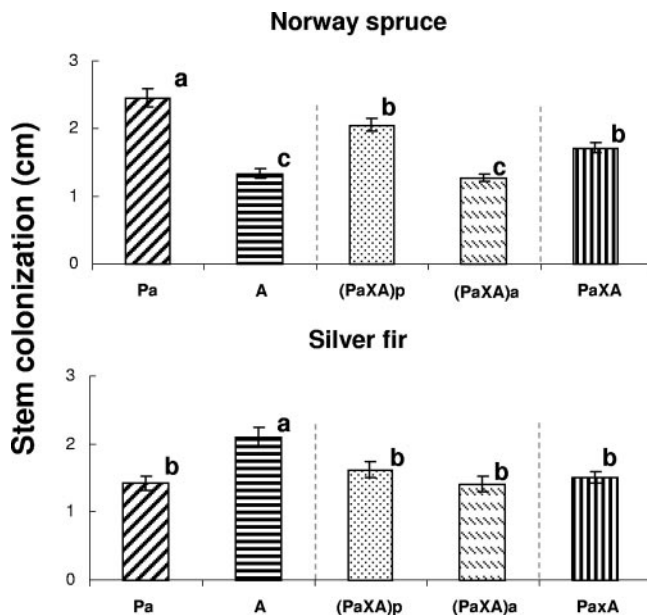 Norway spruce
Stem colonization (cm)
3
2
1
0
a
c
b
c
b
Pa A (PaXA)p (PaXA)a PaXA
Silver fir
3
2
1
0
b
a
b
b
b
Pa A (PaXA)p (PaXA)a PaxA